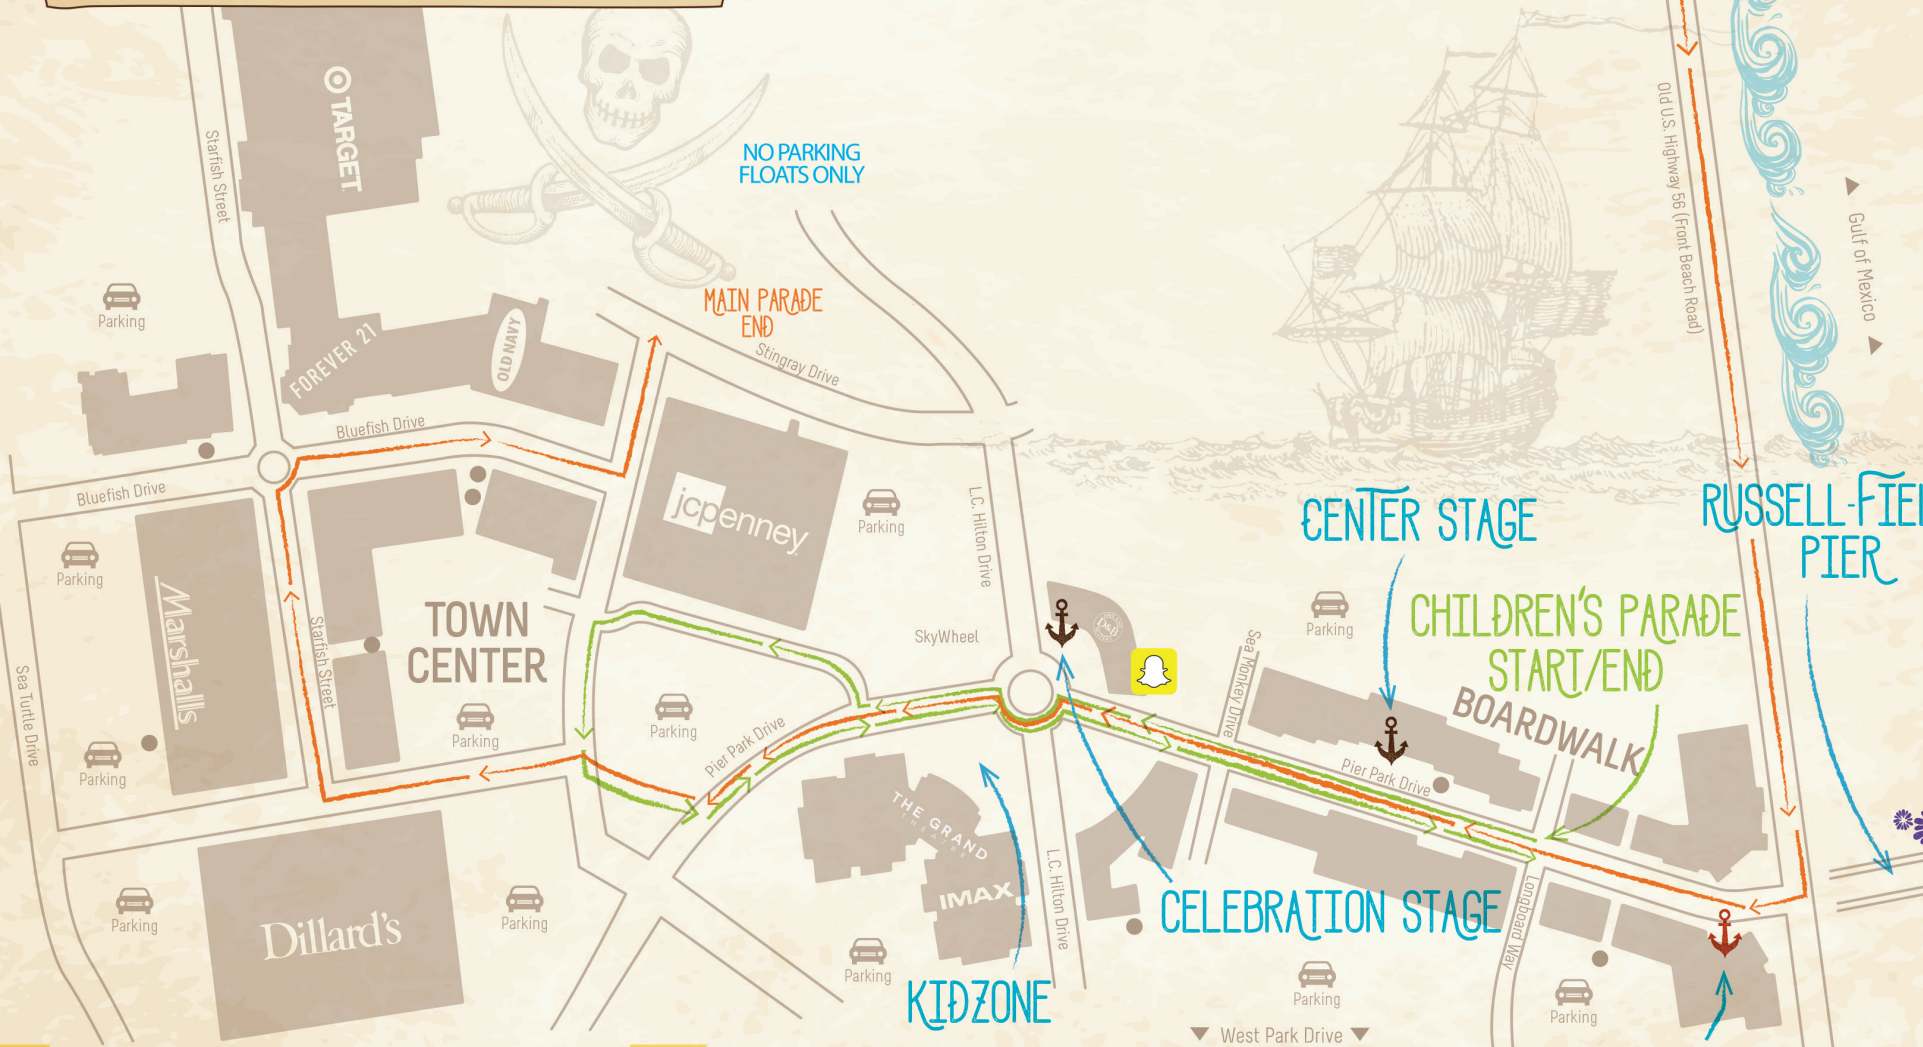 TARGET
Starfish Street
NO PARKING
FLOATS ONLY
Old U.S. Highway 56 (Front Beach Road)
Gulf of Mexico
Parking
MAIN PARADE
END
Stingray Drive
FOREVER 21
OLD NAVY
Bluefish Drive
Bluefish Drive
jcpenney
Parking
L.C. Hilton Drive
CENTER STAGE
RUSSELL-FIEL
PIER
Parking
Marshalls
TOWN
CENTER
Starfish Street
SkyWheel
D&B
Parking
CHILDREN'S PARADE
START/END
BOARDWALK
Sea Monkey Drive
Sea Turtle Drive
Parking
Parking
Parking
Pier Park Drive
Pier Park Drive
THE GRAND
THEATRE
IMAX
L.C. Hilton Drive
CELEBRATION STAGE
Longboard Way
Dillard's
Parking
Parking
Parking
KIDZONE
Parking
Parking
West Park Drive